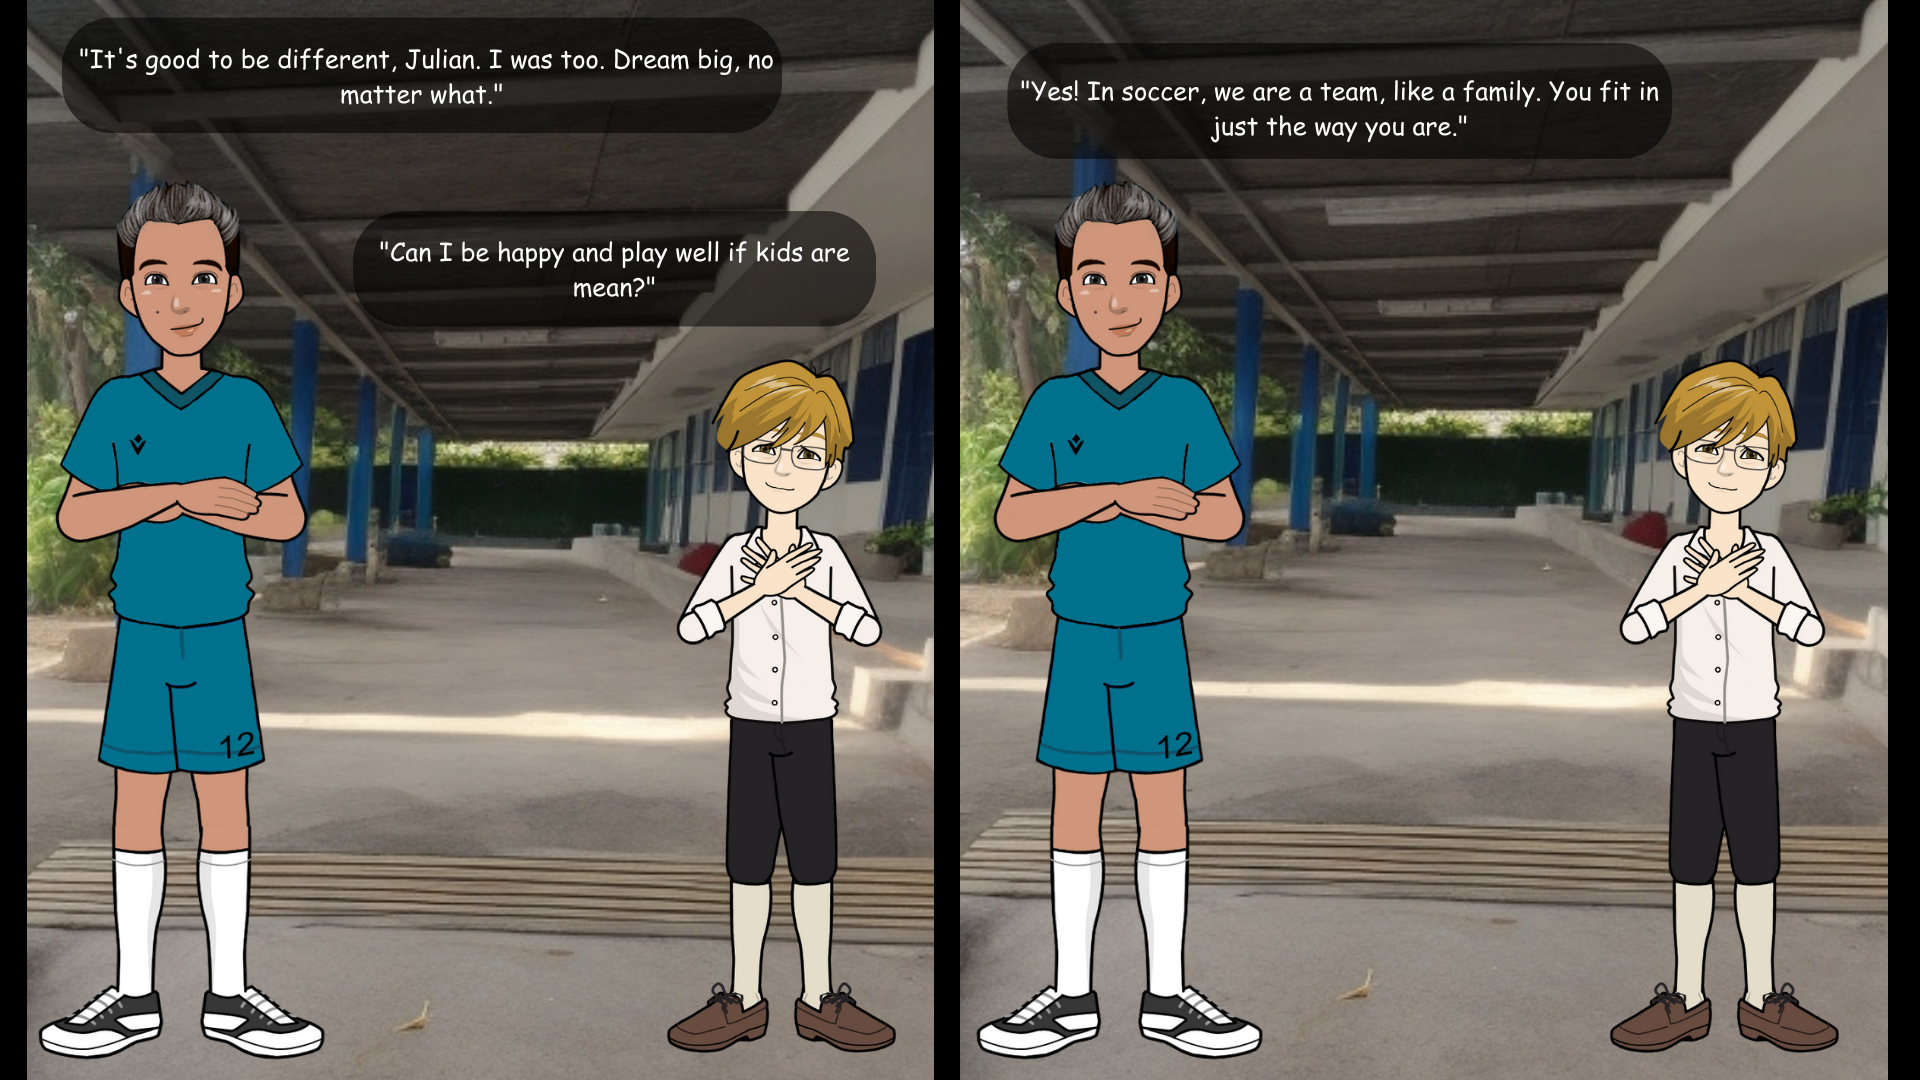 "It's good to be different, Julian. I was too. Dream big, no
matter what."
"Can I be happy and play well if kids are
mean?"
12
"Yes! In soccer, we are a team, like a family. You fit in
just the way you are."
12